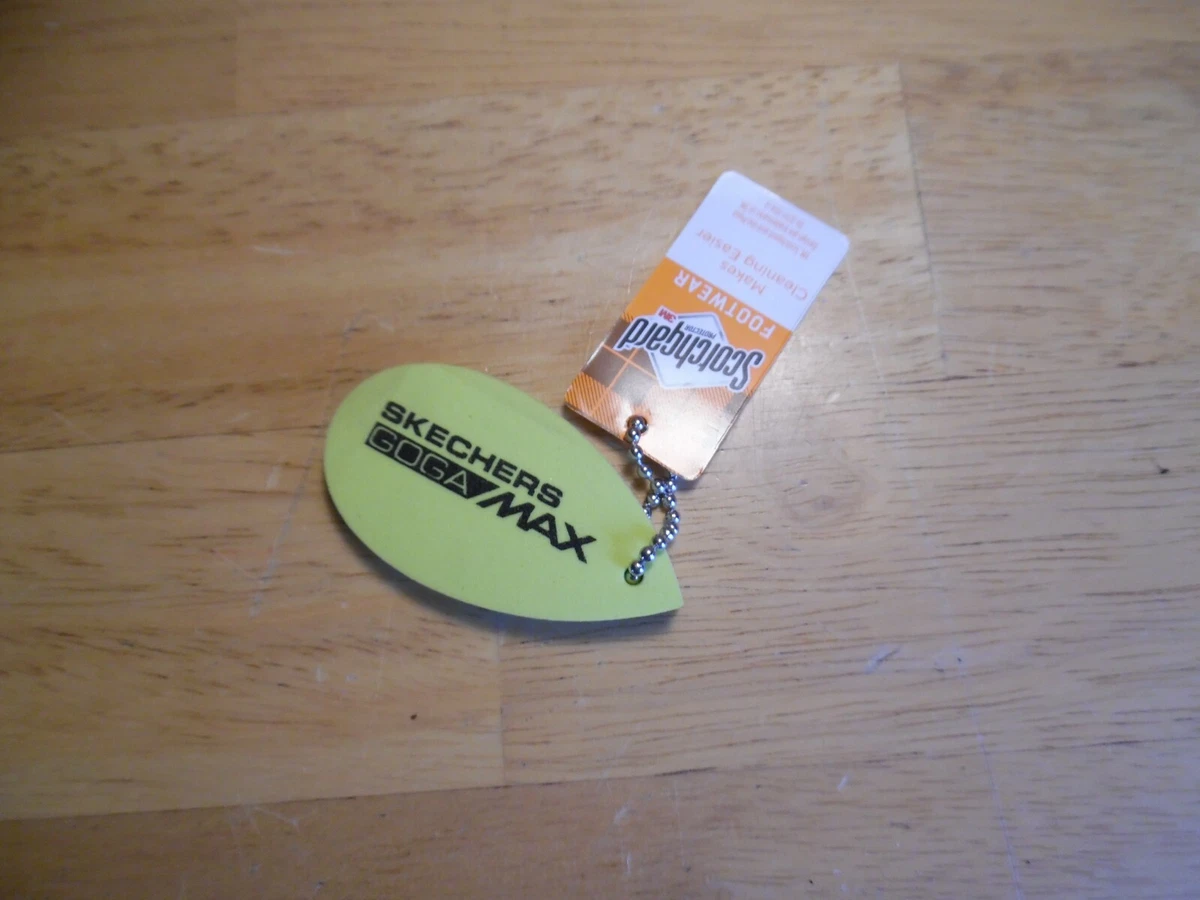 SKECHERS
GOGA MAX
Scotchgard
PROTECTOR
3M
FOOTWEAR
Makes
Cleaning Easier